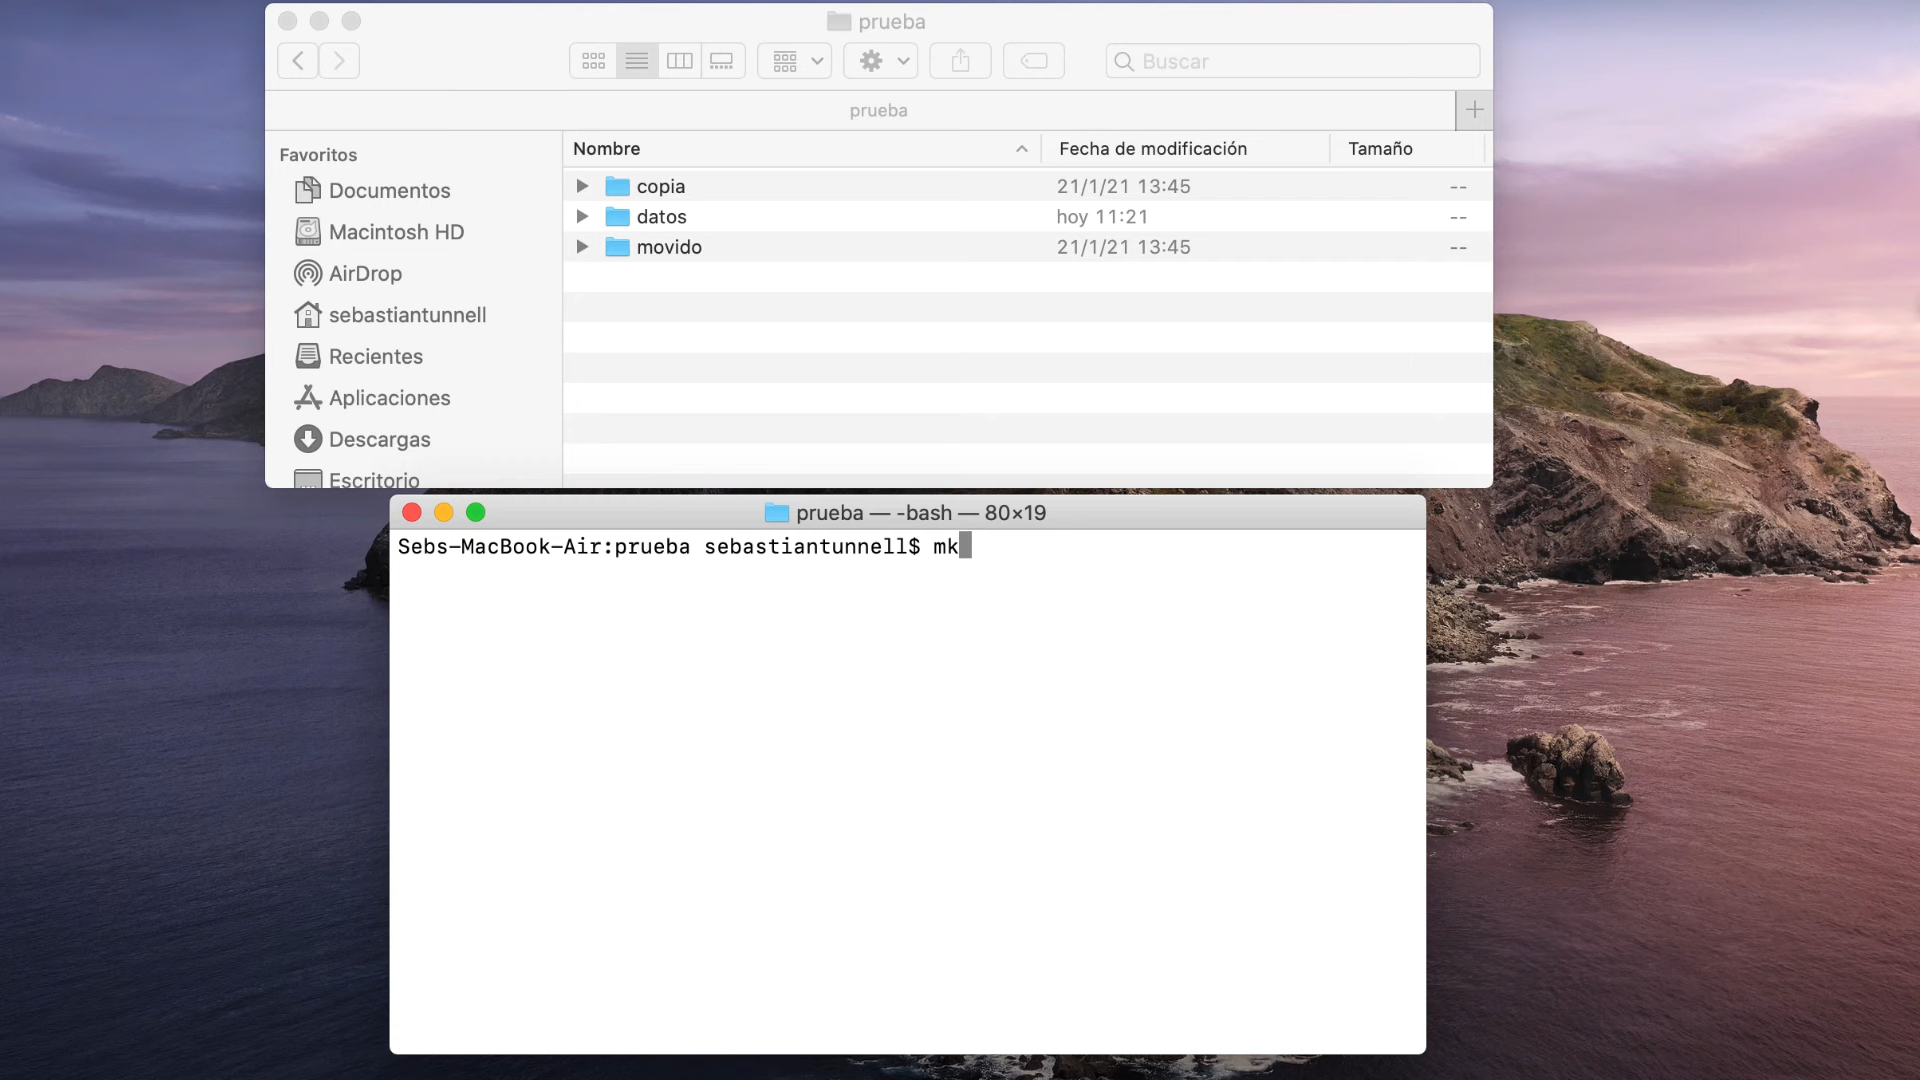 prueba
Buscar
prueba
Favoritos
Documentos
Macintosh HD
AirDrop
sebastiantunnell
Recientes
Aplicaciones
Descargas
Escritorio
Nombre Fecha de modificación Tamaño
copia 21/1/21 13:45 --
datos hoy 11:21 --
movido 21/1/21 13:45 --
prueba — -bash — 80×19
Sebs-MacBook-Air:prueba sebastiantunnell$ mk